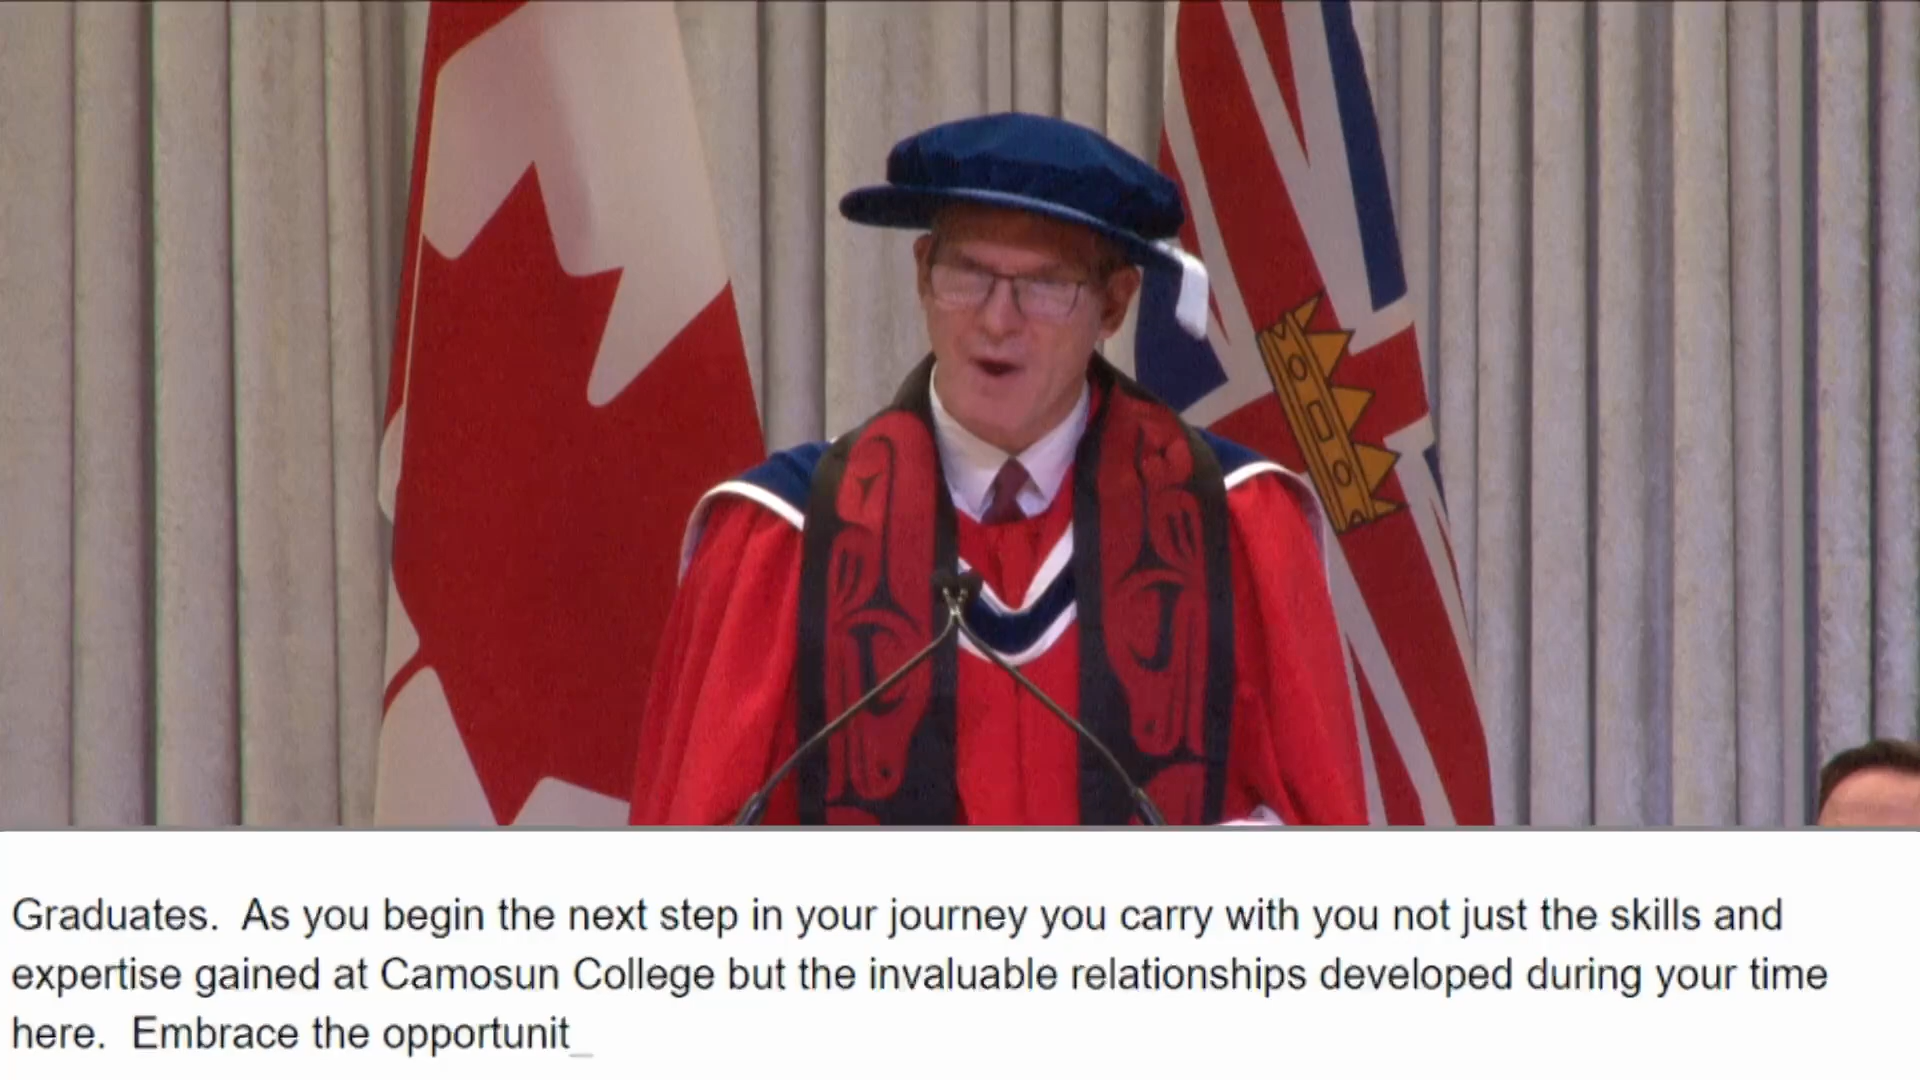 Graduates.  As you begin the next step in your journey you carry with you not just the skills and
expertise gained at Camosun College but the invaluable relationships developed during your time
here.  Embrace the opportunit_